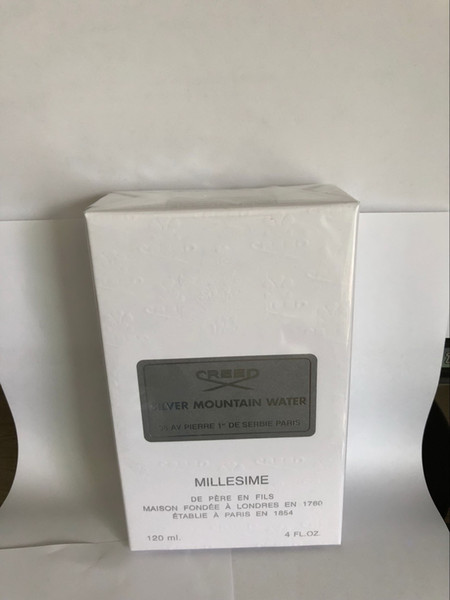 CREED
SILVER MOUNTAIN WATER
AV PIERRE 1ᵉʳ DE SERBIE PARIS
MILLESIME
DE PÈRE EN FILS
MAISON FONDÉE À LONDRES EN 1760
ÉTABLIE À PARIS EN 1854
120 ml. 4 FL.OZ.